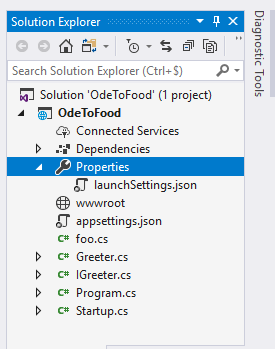 Solution Explorer
Search Solution Explorer (Ctrl+$)
Solution 'OdeToFood' (1 project)
OdeToFood
Connected Services
Dependencies
Properties
launchSettings.json
wwwroot
appsettings.json
C# foo.cs
C# Greeter.cs
C# IGreeter.cs
C# Program.cs
C# Startup.cs
Diagnostic Tools